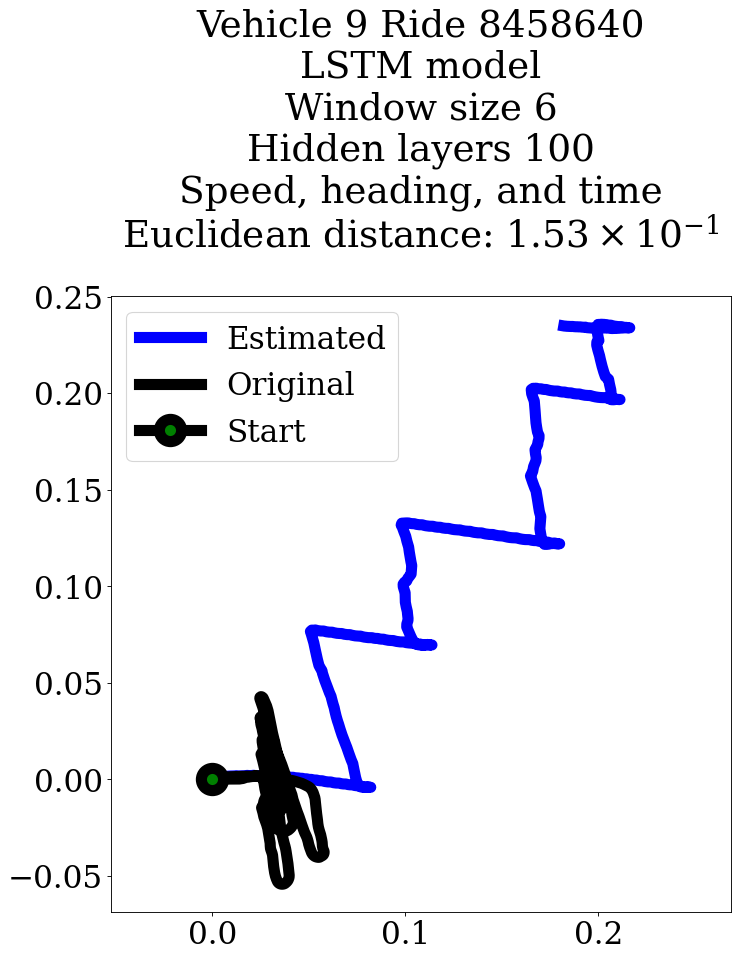 Vehicle 9 Ride 8458640
LSTM model
Window size 6
Hidden layers 100
Speed, heading, and time
Euclidean distance: 1.53 × 10⁻¹
Estimated
Original
Start
0.25
0.20
0.15
0.10
0.05
0.00
−0.05
0.0 0.1 0.2